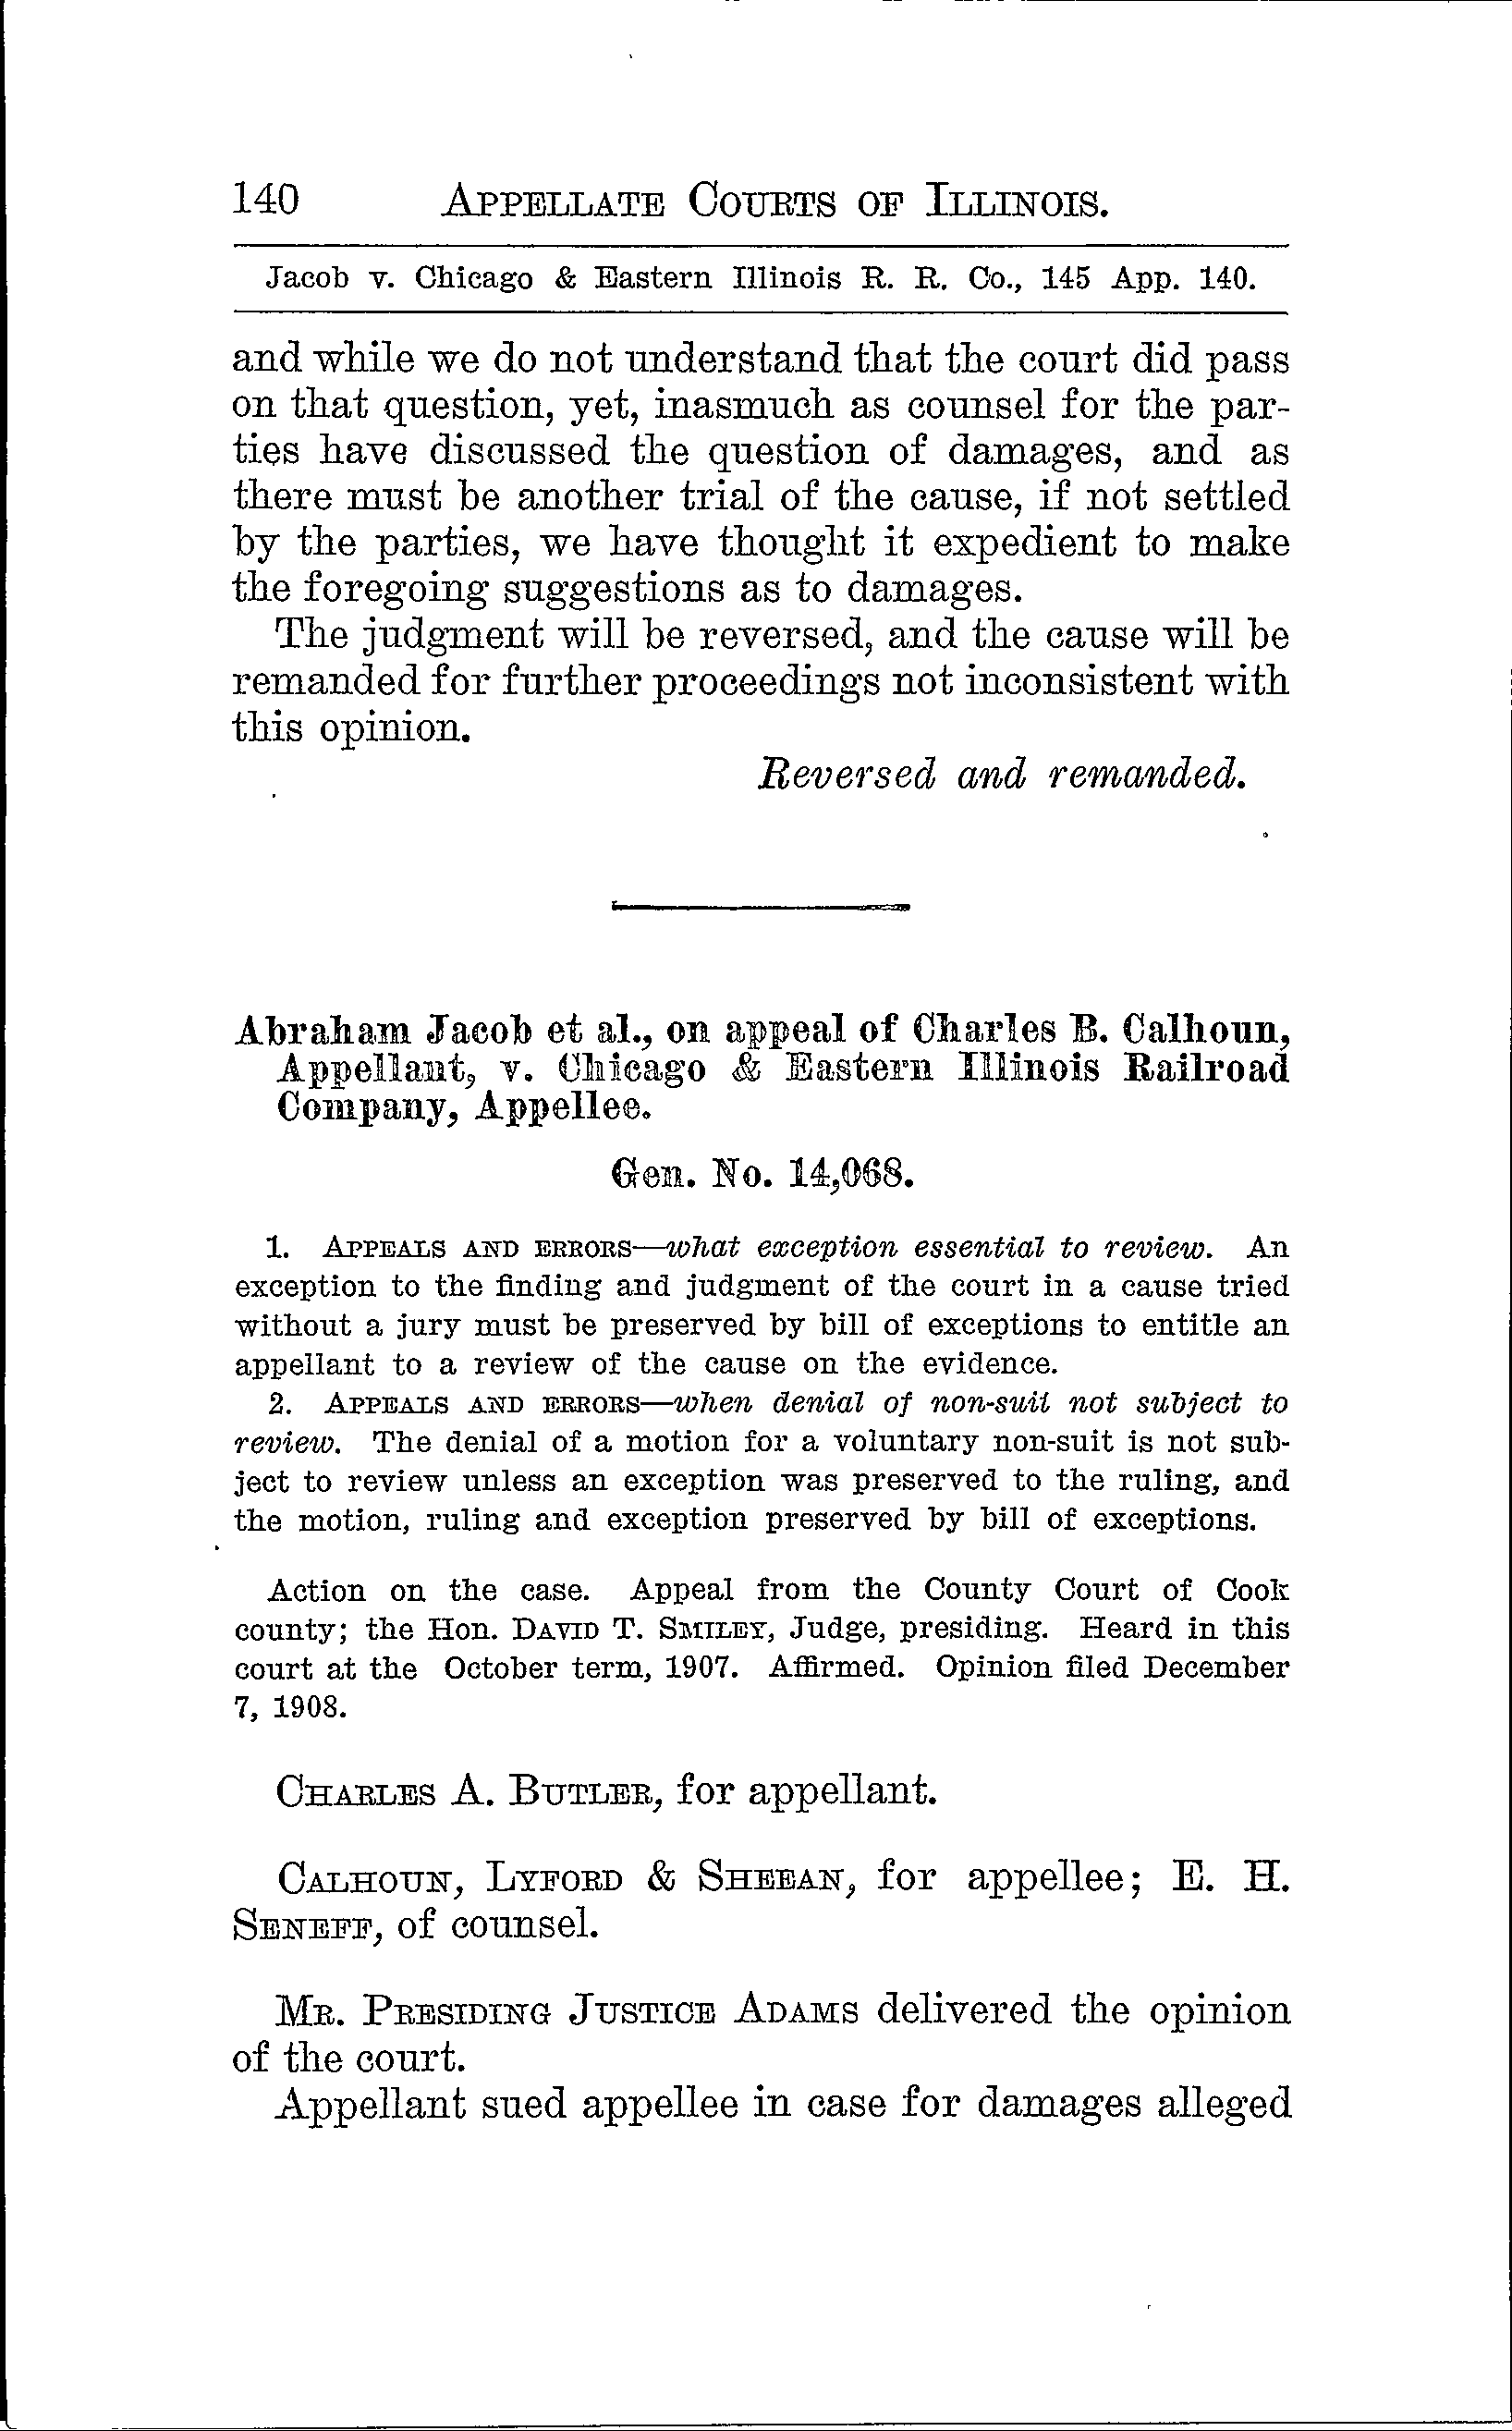 140 APPELLATE COURTS OF ILLINOIS.
Jacob v. Chicago & Eastern Illinois R. R. Co., 145 App. 140.
and while we do not understand that the court did pass
on that question, yet, inasmuch as counsel for the par-
ties have discussed the question of damages, and as
there must be another trial of the cause, if not settled
by the parties, we have thought it expedient to make
the foregoing suggestions as to damages.
The judgment will be reversed, and the cause will be
remanded for further proceedings not inconsistent with
this opinion.
Reversed and remanded.
Abraham Jacob et al., on appeal of Charles B. Calhoun,
Appellant, v. Chicago & Eastern Illinois Railroad
Company, Appellee.
Gen. No. 14,068.
1. APPEALS AND ERRORS—what exception essential to review. An
exception to the finding and judgment of the court in a cause tried
without a jury must be preserved by bill of exceptions to entitle an
appellant to a review of the cause on the evidence.
2. APPEALS AND ERRORS—when denial of non-suit not subject to
review. The denial of a motion for a voluntary non-suit is not sub-
ject to review unless an exception was preserved to the ruling, and
the motion, ruling and exception preserved by bill of exceptions.
Action on the case. Appeal from the County Court of Cook
county; the Hon. DAVID T. SMILEY, Judge, presiding. Heard in this
court at the October term, 1907. Affirmed. Opinion filed December
7, 1908.
CHARLES A. BUTLER, for appellant.
CALHOUN, LYFORD & SHEEAN, for appellee; E. H.
SENEFF, of counsel.
MR. PRESIDING JUSTICE ADAMS delivered the opinion
of the court.
Appellant sued appellee in case for damages alleged